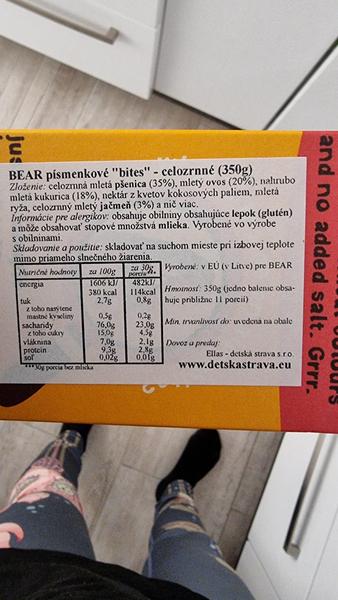 BEAR písmenkové "bites" - celozrnné (350g)
Zloženie: celozrnná mletá pšenica (35%), mletý ovos (20%), nahrubo
mletá kukurica (18%), nektár z kvetov kokosových paliem, mletá
ryža, celozrnný mletý jačmeň (3%) a nič viac.
Informácie pre alergikov: obsahuje obilniny obsahujúce lepok (glutén)
a môže obsahovať stopové množstvá mlieka. Vyrobené vo výrobe
s obilninami.
Skladovanie a použitie: skladovať na suchom mieste pri izbovej teplote
mimo priameho slnečného žiarenia.
Nutričné hodnoty za 100g: za 30g porcia***:
energia 1606 kJ/ 482kJ/
380 kcal 114kcal
tuk 2,7g 0,8g
z toho nasýtené
mastné kyseliny 0,5g 0,2g
sacharidy 76,0g 23,0g
z toho cukry 15,0g 4,5g
vláknina 7,0g 2,1g
proteín 9,3g 2,8g
soľ 0,02g 0,01g
***30g porcia bez mlieka
Vyrobené: v EÚ (v Litve) pre BEAR
Hmotnosť: 350g (jedno balenie obsa-
huje približne 11 porcií)
Min. trvanlivosť do: uvedená na obale
Dovoz a predaj:
Ellas - detská strava s.r.o.
www.detskastrava.eu
and no added salt. Grrr.
jus